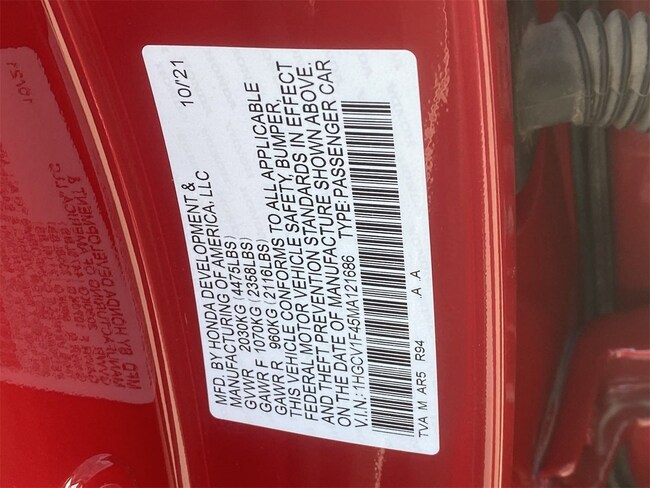 10/21
MFD. BY HONDA DEVELOPMENT &
MANUFACTURING OF AMERICA, LLC
GVWR 2030KG (4475LBS)
GAWR F 1070KG (2358LBS)
GAWR R 960KG (2116LBS)
THIS VEHICLE CONFORMS TO ALL APPLICABLE
FEDERAL MOTOR VEHICLE SAFETY, BUMPER,
AND THEFT PREVENTION STANDARDS IN EFFECT
ON THE DATE OF MANUFACTURE SHOWN ABOVE.
V.I.N.: 1HGCV1F45MA121686 TYPE: PASSENGER CAR
TVA M AR5 R94 .A .A